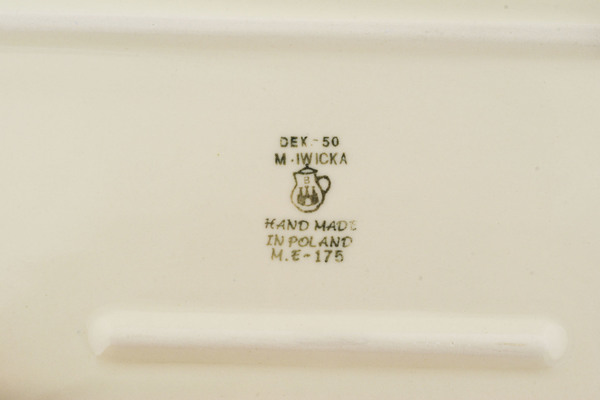 DEK.-50
M.IWICKA
B
HAND MADE
IN POLAND
M.E-175